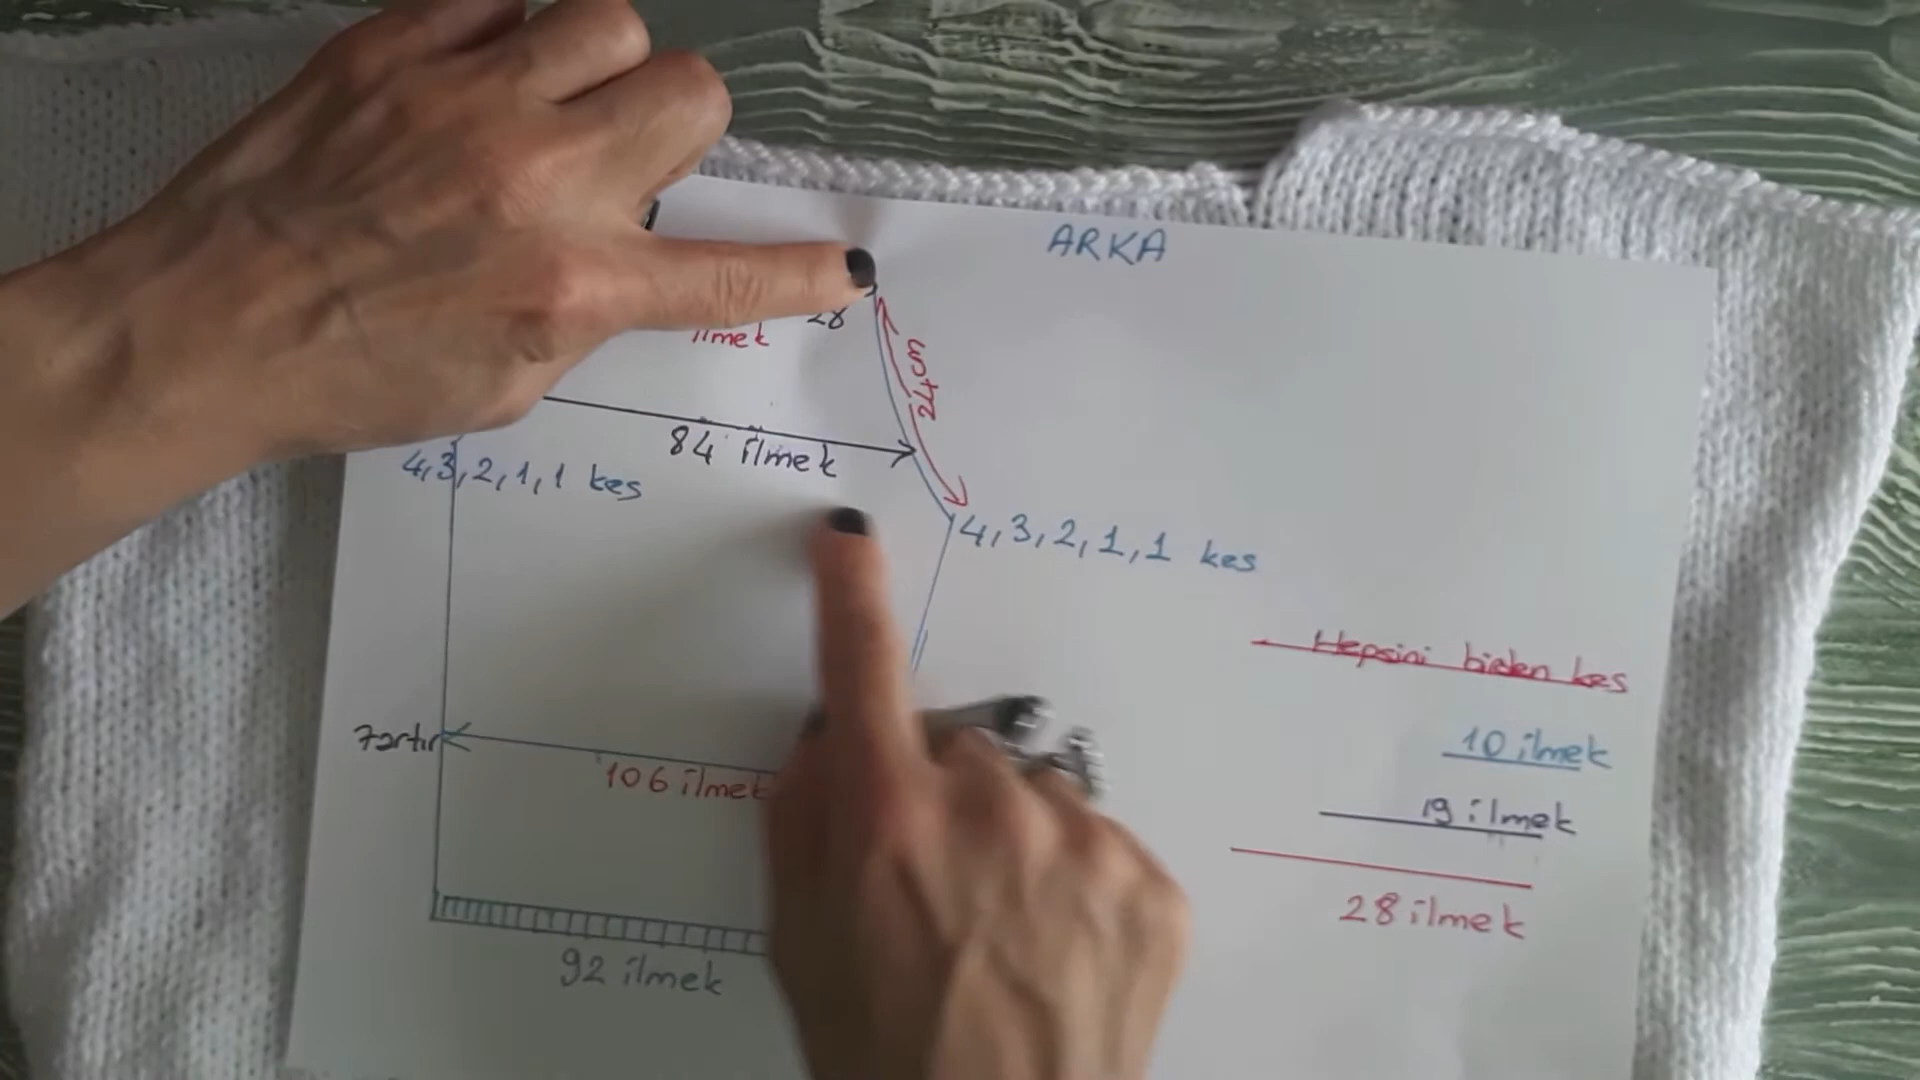 ARKA
28
ilmek
24cm
84 ilmek
4,3,2,1,1 kes
4,3,2,1,1 kes
Hepsini birden kes
7artır
106 ilmek
10 ilmek
19 ilmek
28 ilmek
92 ilmek